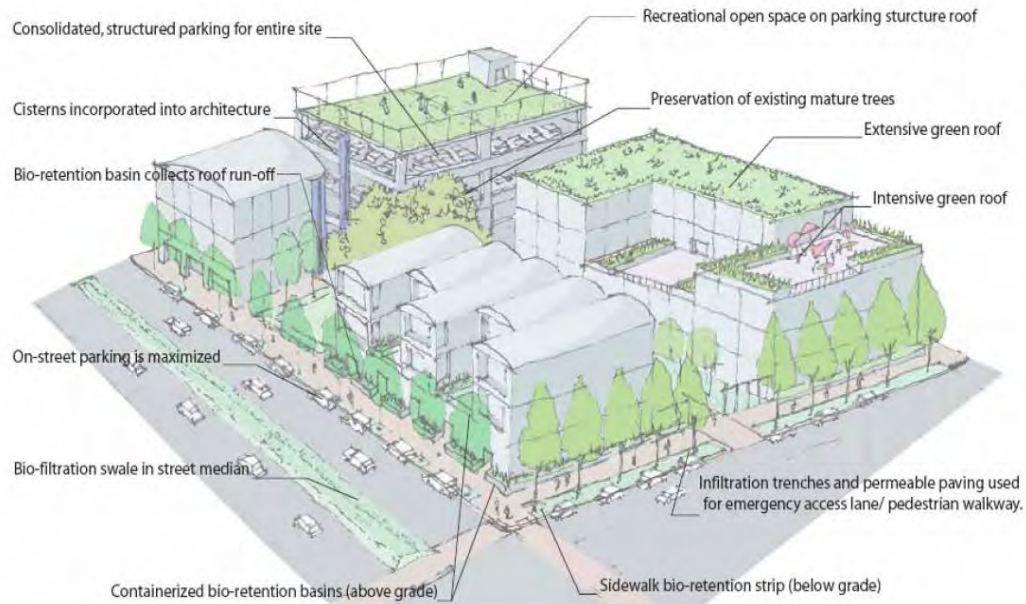 Recreational open space on parking sturcture roof
Consolidated, structured parking for entire site
Cisterns incorporated into architecture
Preservation of existing mature trees
Extensive green roof
Bio-retention basin collects roof run-off
Intensive green roof
On-street parking is maximized
Bio-filtration swale in street median
Infiltration trenches and permeable paving used
for emergency access lane/ pedestrian walkway.
Containerized bio-retention basins (above grade)
Sidewalk bio-retention strip (below grade)